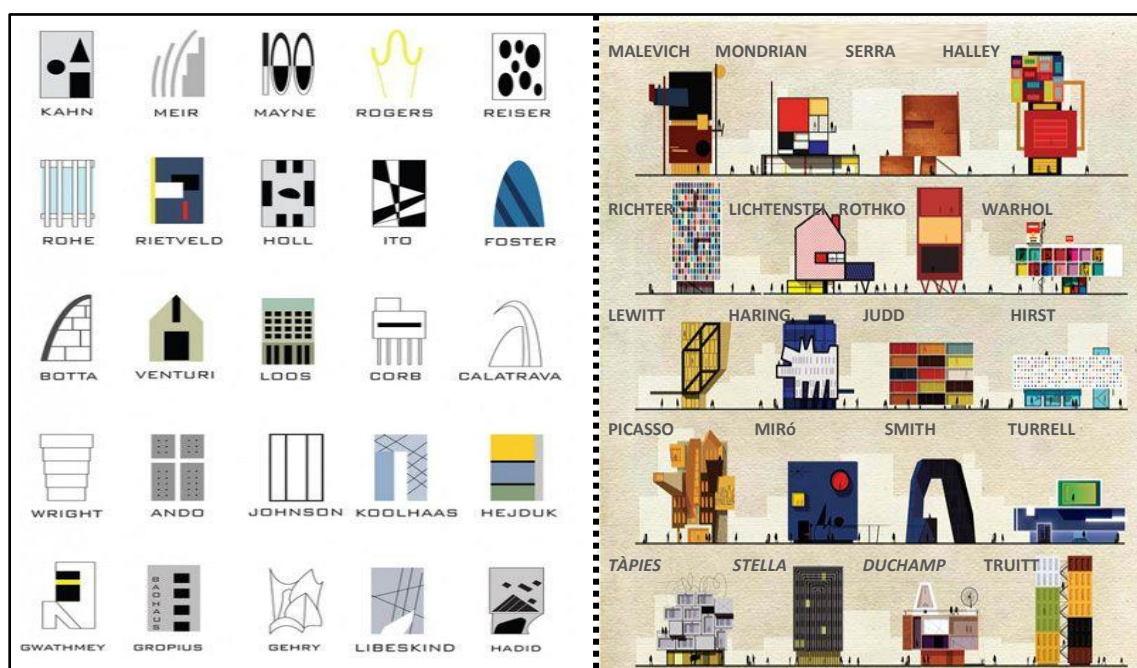 KAHN MEIR MAYNE ROGERS REISER
ROHE RIETVELD HOLL ITO FOSTER
BOTTA VENTURI LOOS CORB CALATRAVA
WRIGHT ANDO JOHNSON KOOLHAAS HEJDUK
BAUHAUS
GWATHMEY GROPIUS GEHRY LIBESKIND HADID
MALEVICH MONDRIAN SERRA HALLEY
RICHTER LICHTENSTEI ROTHKO WARHOL
LEWITT HARING JUDD HIRST
PICASSO MIRó SMITH TURRELL
TÀPIES STELLA DUCHAMP TRUITT